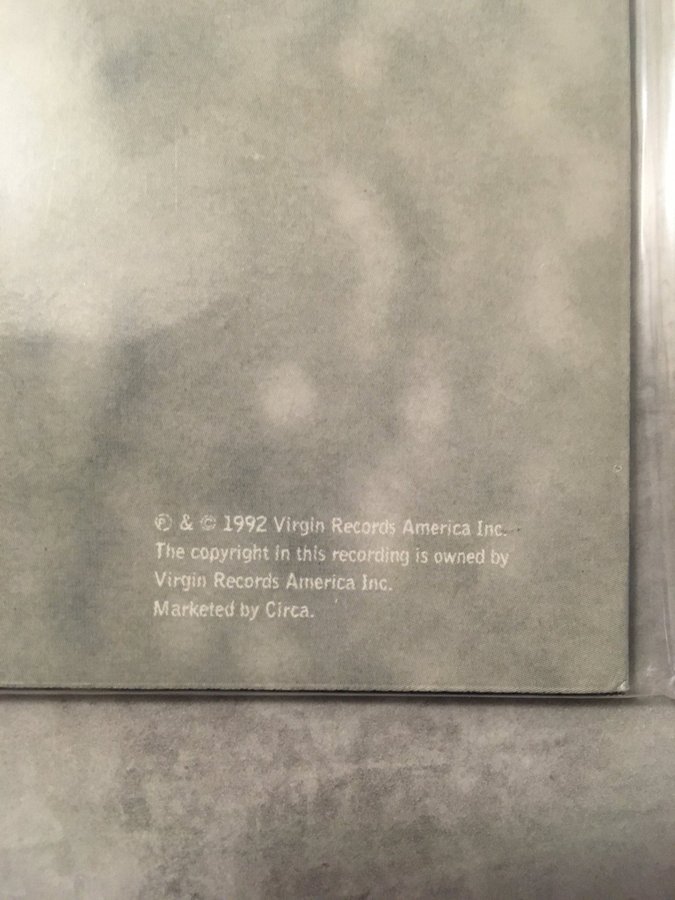 ℗ & © 1992 Virgin Records America Inc.
The copyright in this recording is owned by
Virgin Records America Inc.
Marketed by Circa.